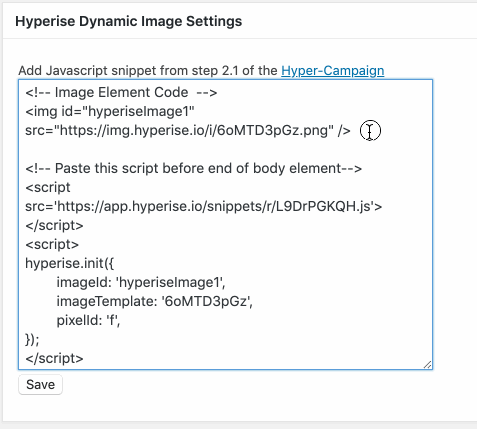 Hyperise Dynamic Image Settings
Add Javascript snippet from step 2.1 of the Hyper-Campaign
<!-- Image Element Code  -->
<img id="hyperiseImage1"
src="https://img.hyperise.io/i/6oMTD3pGz.png" />
<!-- Paste this script before end of body element-->
<script
src='https://app.hyperise.io/snippets/r/L9DrPGKQH.js'>
</script>
<script>
hyperise.init({
imageId: 'hyperiseImage1',
imageTemplate: '6oMTD3pGz',
pixelId: 'f',
});
</script>
Save